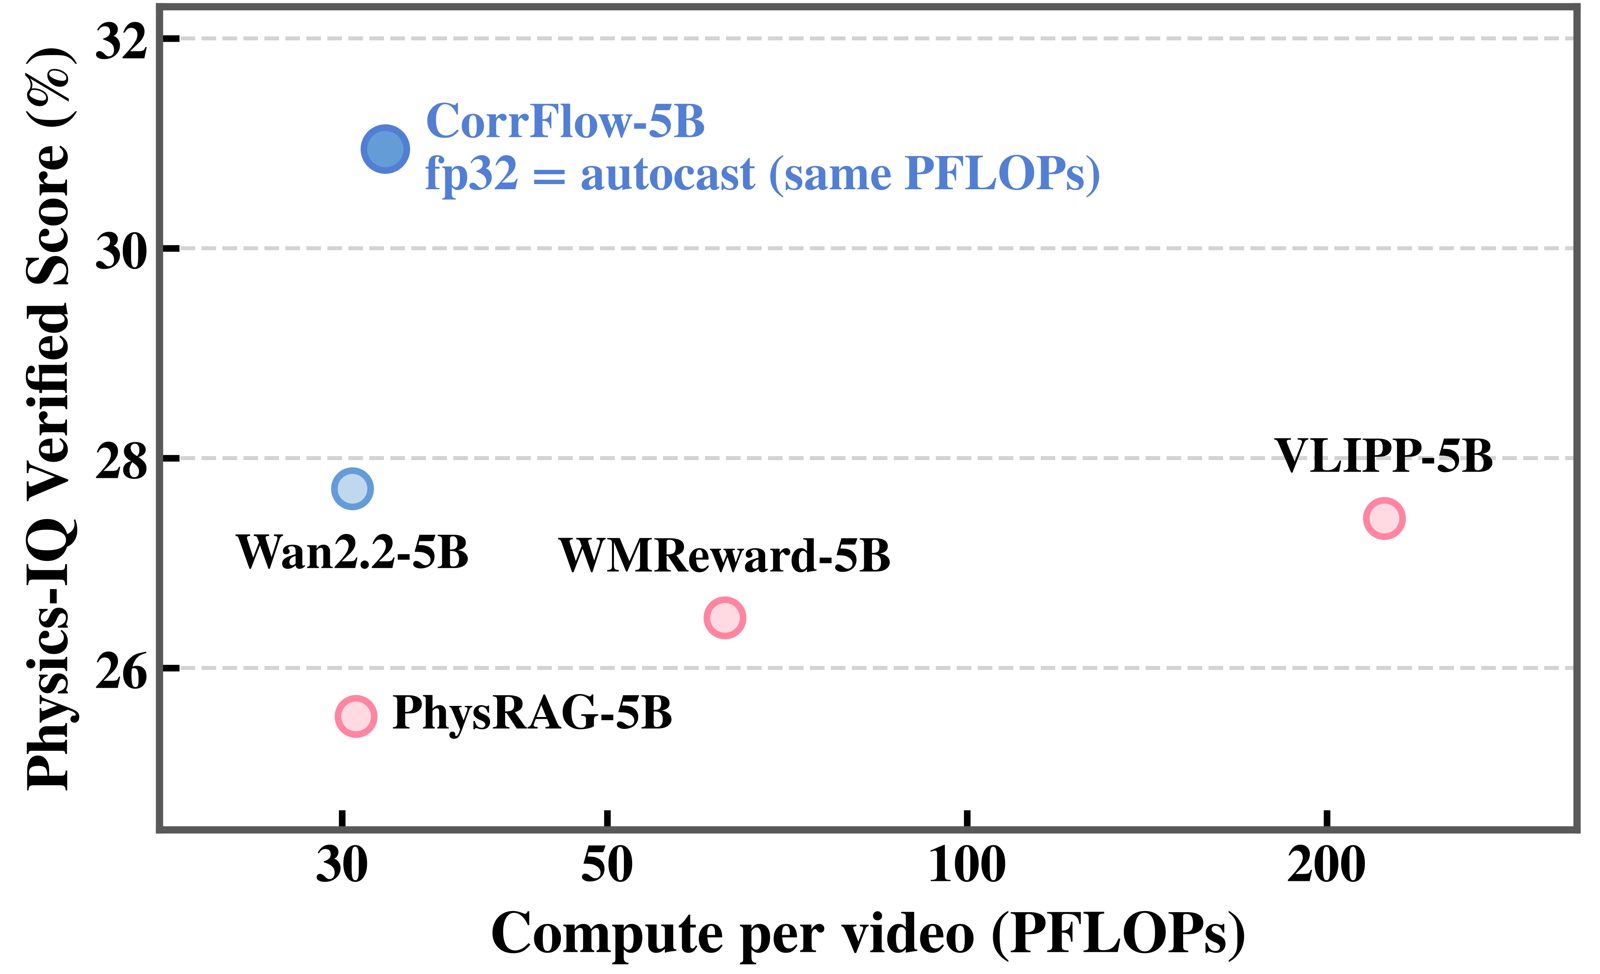 Physics-IQ Verified Score (%)
32
30
28
26
CorrFlow-5B
fp32 = autocast (same PFLOPs)
VLIPP-5B
Wan2.2-5B
WMReward-5B
PhysRAG-5B
30
50
100
200
Compute per video (PFLOPs)